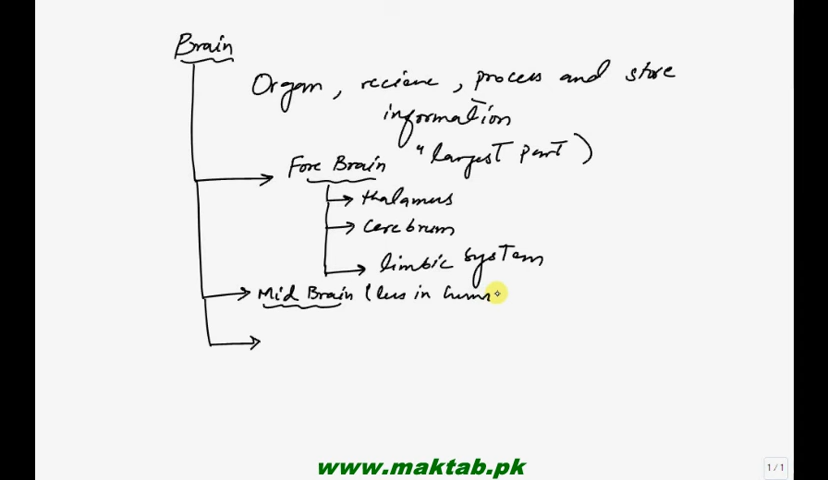 Brain
Organ, recieve, process and store
information
Fore Brain "largest part)
thalamus
Cerebrum
limbic system
Mid Brain (less in hum
www.maktab.pk
1/1